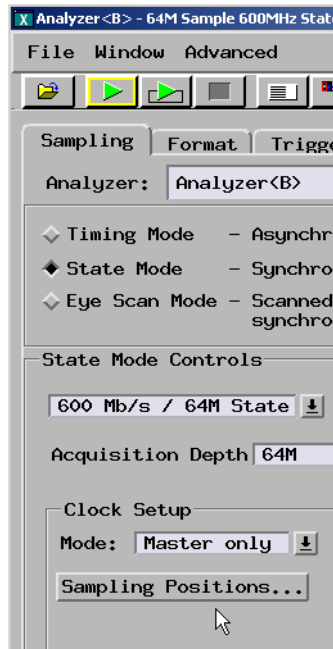 Analyzer<B> - 64M Sample 600MHz State
File Window Advanced
Sampling Format Trigge
Analyzer: Analyzer<B>
Timing Mode - Asynchr
State Mode - Synchro
Eye Scan Mode - Scanned
synchro
State Mode Controls
600 Mb/s / 64M State
Acquisition Depth 64M
Clock Setup
Mode: Master only
Sampling Positions...